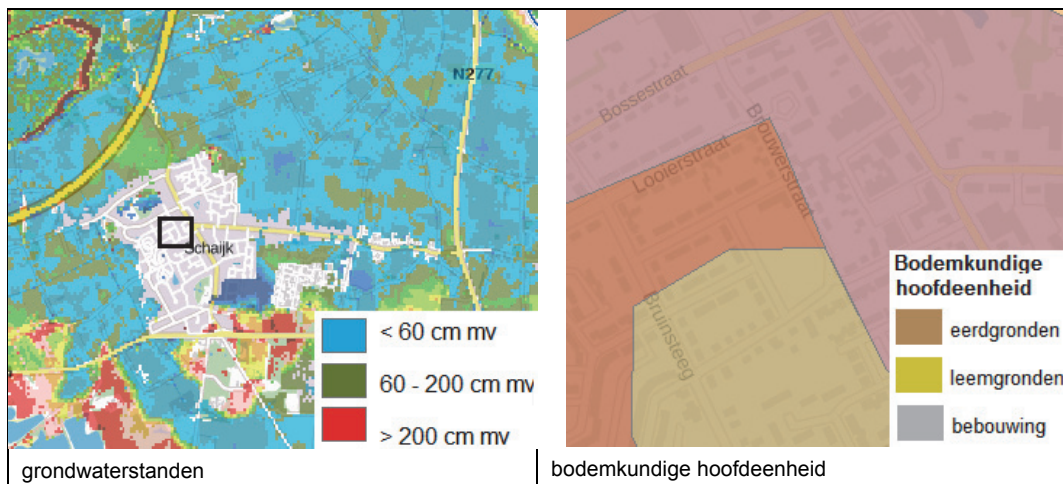 N277
Schaijk
< 60 cm mv
60 - 200 cm mv
> 200 cm mv
grondwaterstanden
Bossestraat
Looierstraat
Brouwerstraat
Bruinsteeg
Bodemkundige
hoofdeenheid
eerdgronden
leemgronden
bebouwing
bodemkundige hoofdeenheid